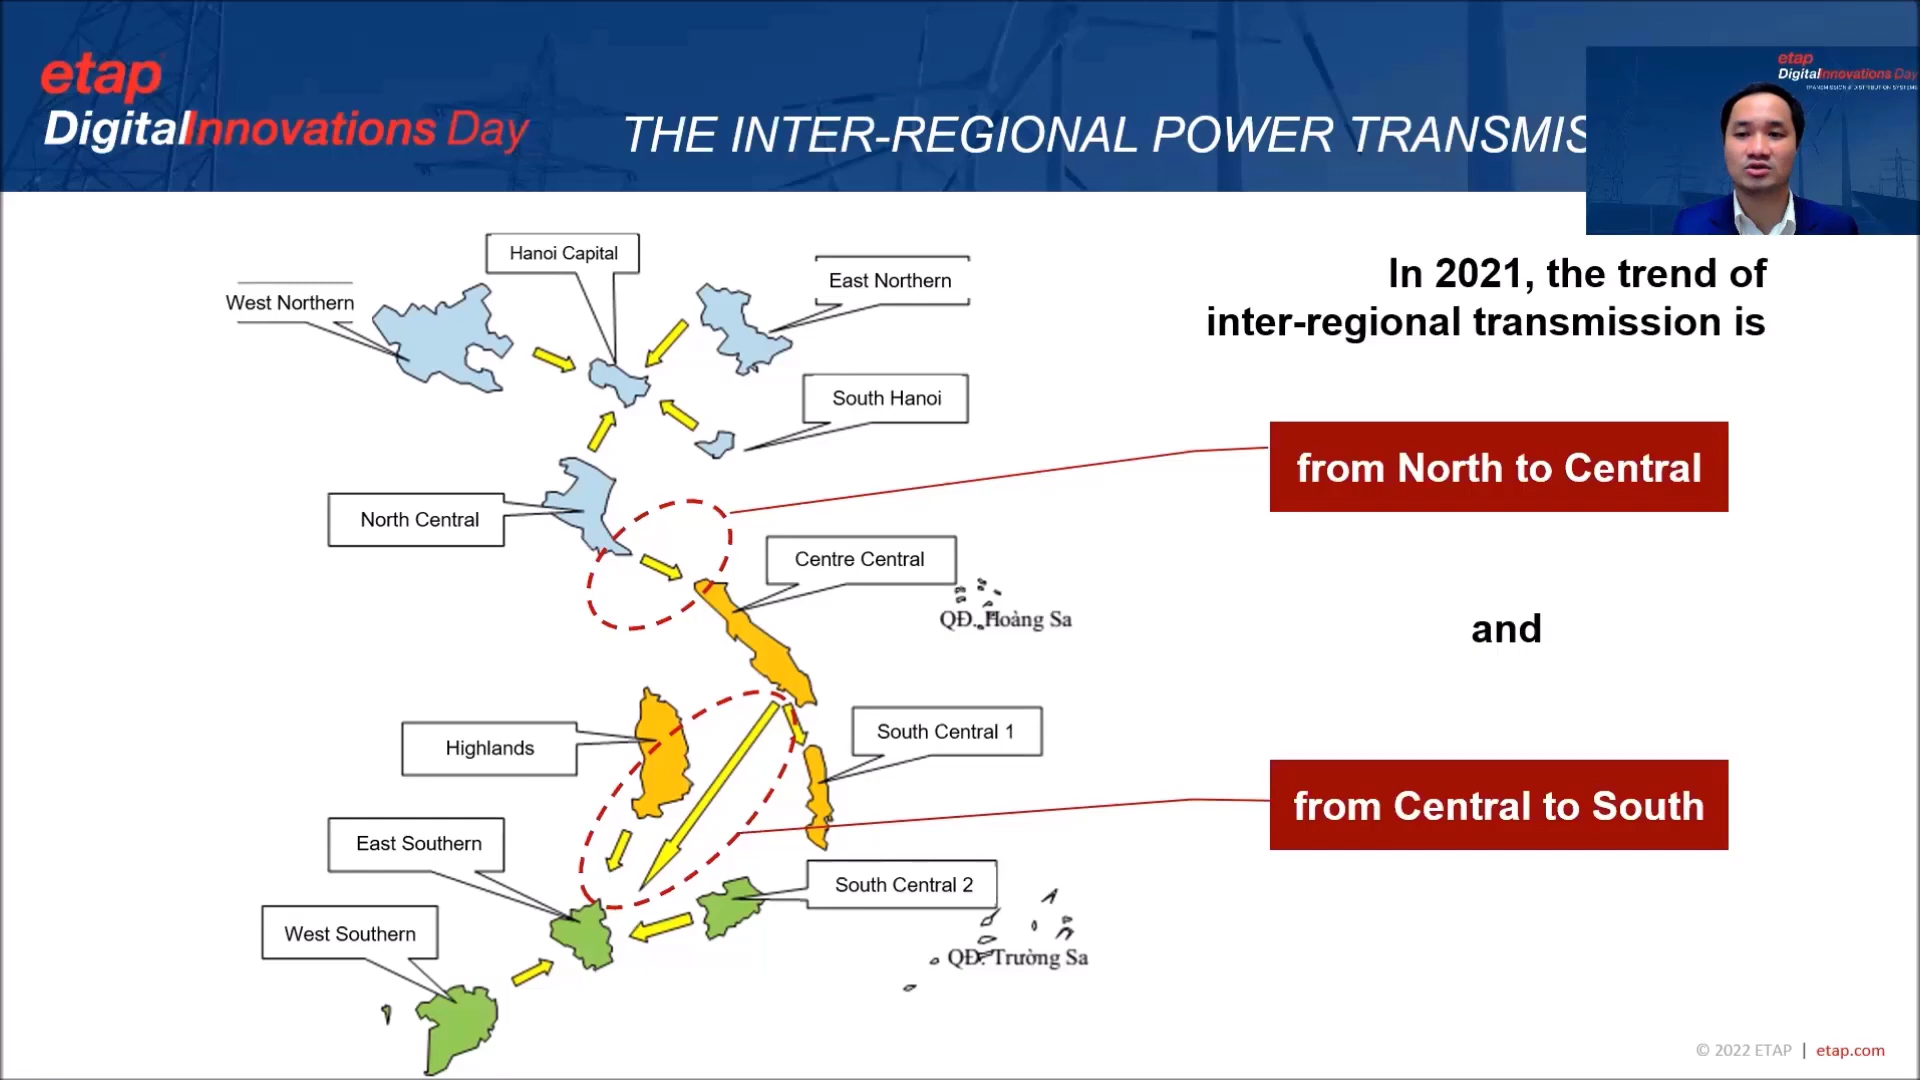 etap
DigitalInnovations Day
THE INTER-REGIONAL POWER TRANSMIS
etap
DigitalInnovations Day
TRANSMISSION & DISTRIBUTION SYSTEMS
In 2021, the trend of
inter-regional transmission is
from North to Central
and
from Central to South
Hanoi Capital
West Northern
East Northern
South Hanoi
North Central
Centre Central
QĐ. Hoàng Sa
Highlands
South Central 1
East Southern
South Central 2
West Southern
QĐ. Trường Sa
© 2022 ETAP | etap.com